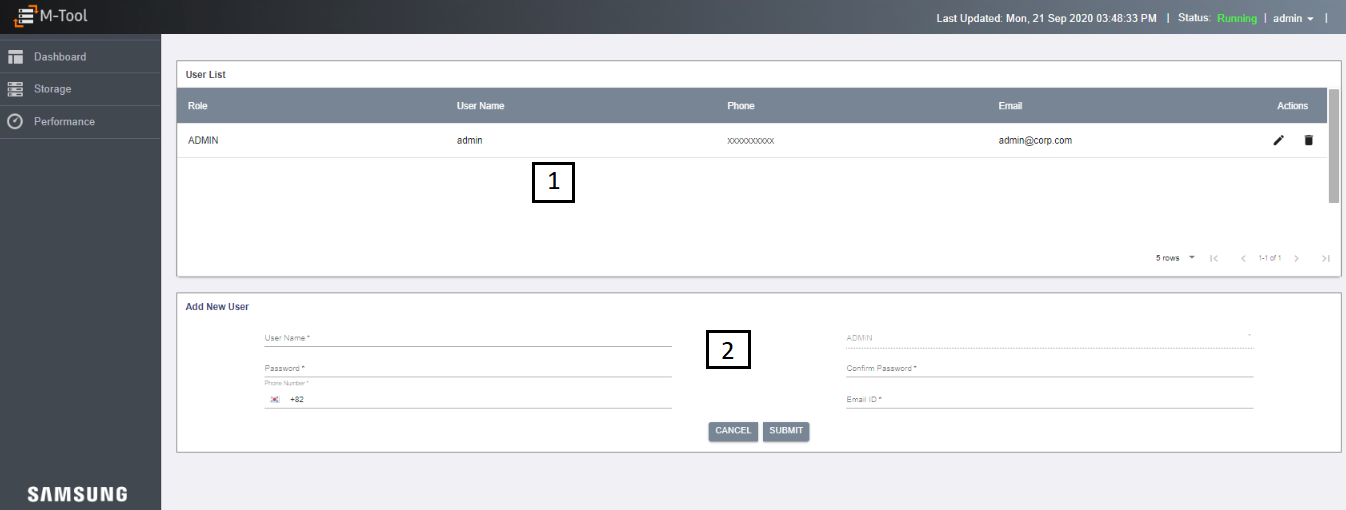 M-Tool
Last Updated: Mon, 21 Sep 2020 03:48:33 PM | Status: Running | admin |
Dashboard
Storage
Performance
User List
Role User Name Phone Email Actions
ADMIN admin xxxxxxxxxx admin@corp.com
1
5 rows 1-1 of 1
Add New User
User Name * ADMIN
2
Password * Confirm Password *
Phone Number *
+82 Email ID *
CANCEL SUBMIT
SAMSUNG